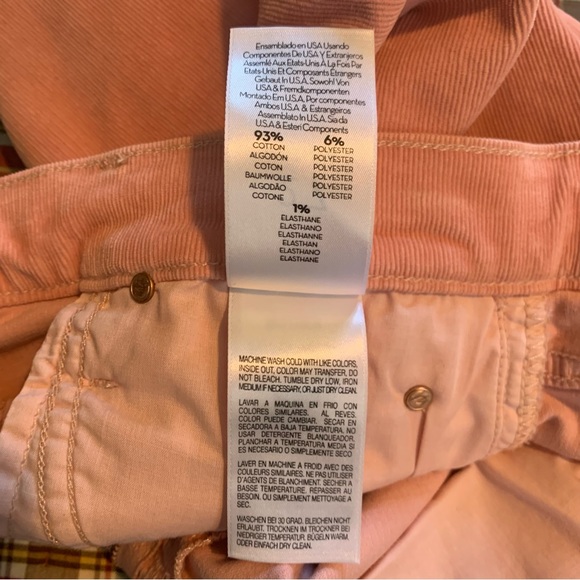 Ensamblado en USA Usando
Componentes De USA Y Extranjeros
Assemlé Aux Etats-Unis A La Fois Par
Etats-Unis Et Composants Étrangers
Gebaut In U.S.A. Sowohl Von
USA & Fremdkomponenten
Montado Em U.S.A. Por componentes
Ambos U.S.A & Estrangeiros
Assemblato In U.S.A. Sia da
U.S.A & Esteri Components
93% 6%
COTTON POLYESTER
ALGODÓN POLYESTER
COTON POLYESTER
BAUMWOLLE POLYESTER
ALGODÃO POLYESTER
COTONE POLYESTER
1%
ELASTHANE
ELASTHANO
ELASTHANNE
ELASTHAN
ELASTHANO
ELASTHANE
MACHINE WASH COLD WITH LIKE COLORS,
INSIDE OUT, COLOR MAY TRANSFER, DO
NOT BLEACH. TUMBLE DRY LOW, IRON
MEDIUM IF NECESSARY, OR JUST DRY CLEAN.
LAVAR A MAQUINA EN FRIO CON
COLORES SIMILARES, AL REVES.
COLOR PUEDE CAMBIAR. SECAR EN
SECADORA A BAJA TEMPERATURA. NO
USAR DETERGENTE BLANQUEADOR.
PLANCHAR A TEMPERATURA MEDIA SI
ES NECESARIO O SIMPLEMENTE SECO
LAVER EN MACHINE A FROID AVEC DES
COULEURS SIMILAIRES, NE PAS UTILISER
D'AGENTS DE BLANCHIMENT. SÉCHER A
BASSE TEMPERATURE. REPASSER AU
BESOIN. OU SIMPLEMENT METTOYAGE A
SEC.
WASCHEN BEI 30 GRAD. BLEICHEN NICHT
ERLAUBT. TROCKNEN IM TROCKNER BEI
NIEDRIGER TEMPERATUR. BÜGELN WARM,
ODER EINFACH DRY CLEAN.